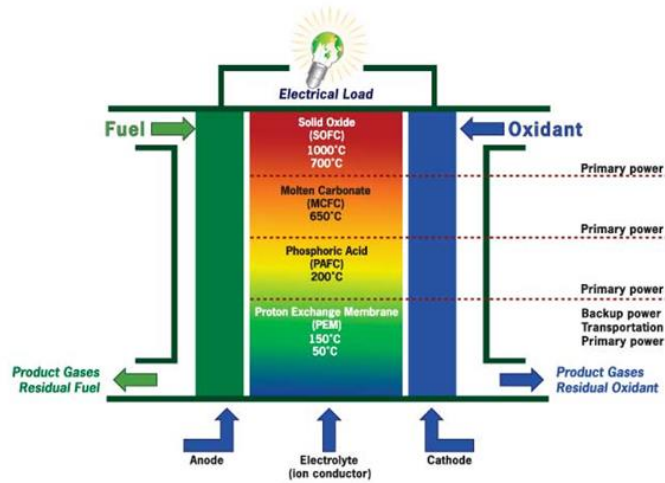 Electrical Load
Fuel
Oxidant
Solid Oxide
(SOFC)
1000°C
700°C
Primary power
Molten Carbonate
(MCFC)
650°C
Primary power
Phosphoric Acid
(PAFC)
200°C
Primary power
Proton Exchange Membrane
(PEM)
150°C
50°C
Backup power
Transportation
Primary power
Product Gases
Residual Fuel
Product Gases
Residual Oxidant
Anode
Electrolyte
(ion conductor)
Cathode